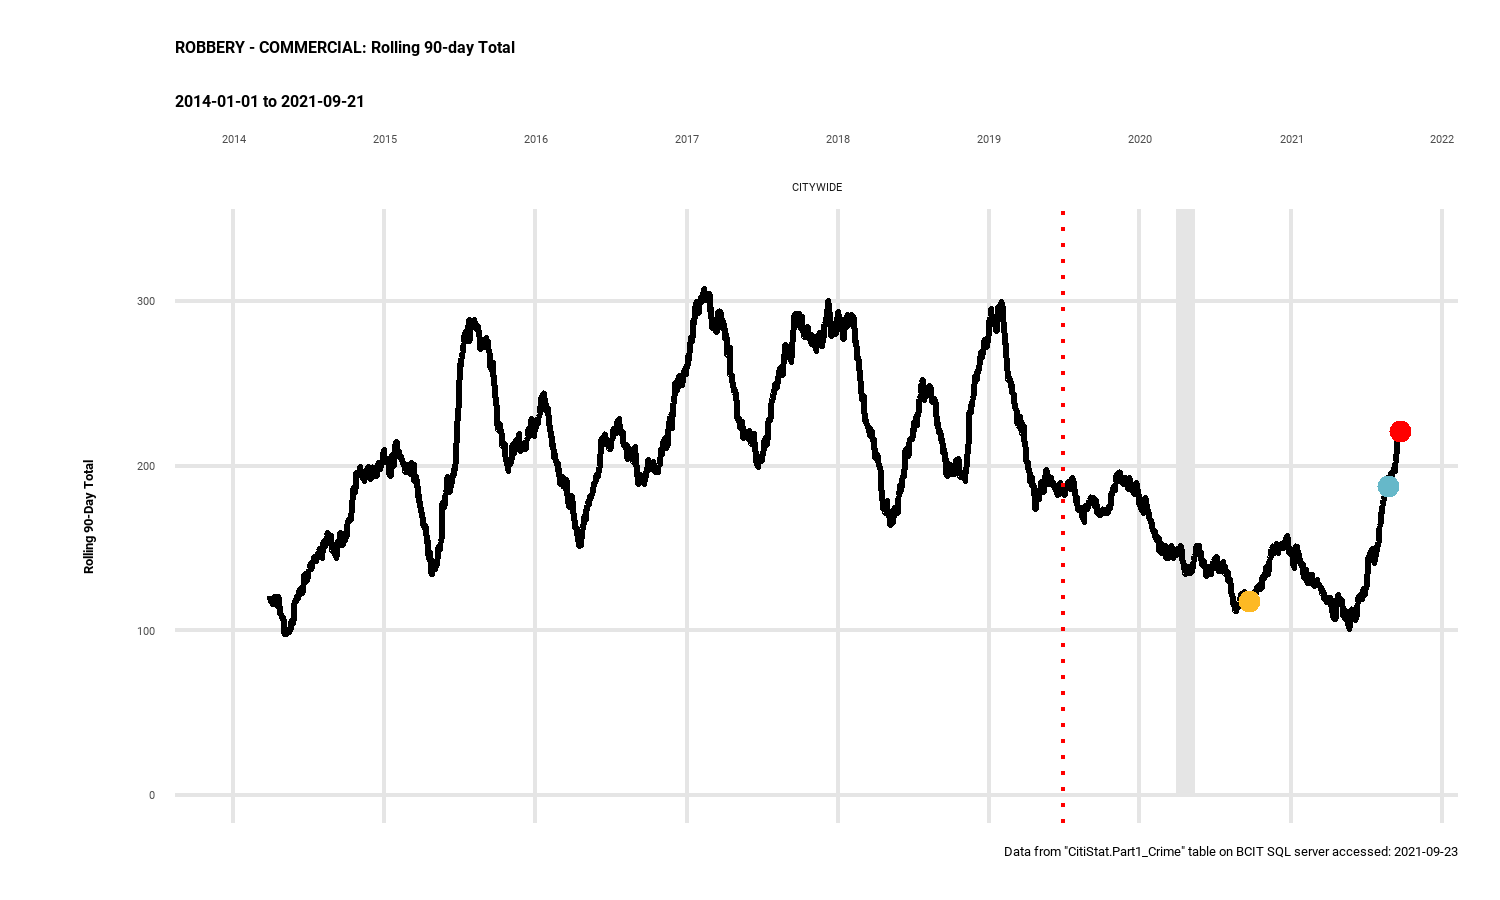 ROBBERY - COMMERCIAL: Rolling 90-day Total
2014-01-01 to 2021-09-21
2014 2015 2016 2017 2018 2019 2020 2021 2022
CITYWIDE
300
200
100
0
Rolling 90-Day Total
Data from "CitiStat.Part1_Crime" table on BCIT SQL server accessed: 2021-09-23